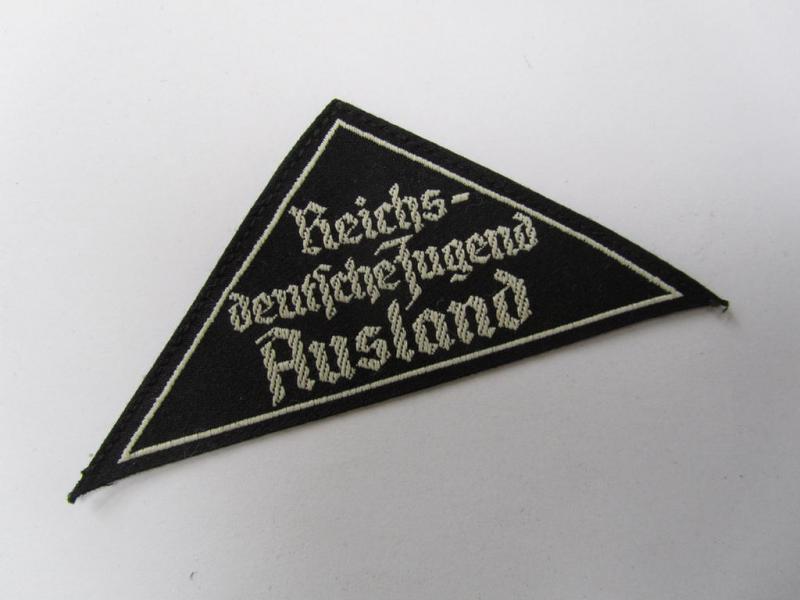 Reichs-
deutsche Jugend
Ausland